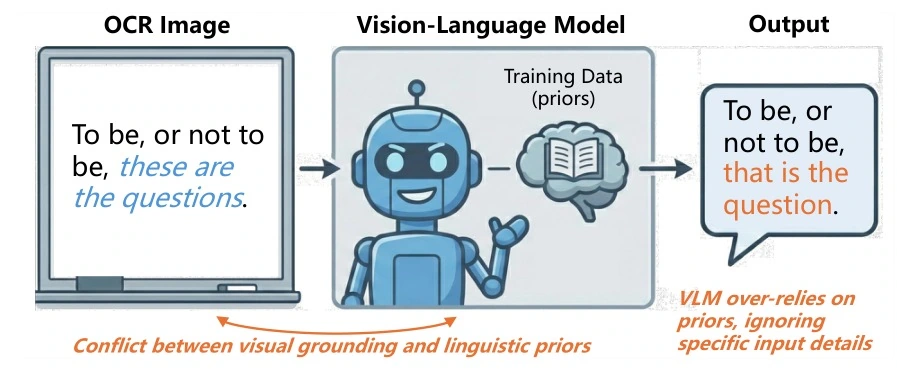 OCR Image
Vision-Language Model
Output
To be, or not to
be, these are
the questions.
Training Data
(priors)
To be, or
not to be,
that is the
question.
Conflict between visual grounding and linguistic priors
VLM over-relies on
priors, ignoring
specific input details